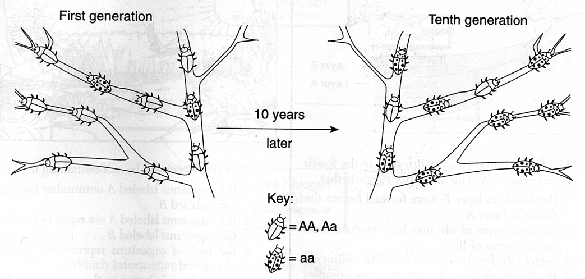 First generation
Tenth generation
10 years
later
Key:
= AA, Aa
= aa